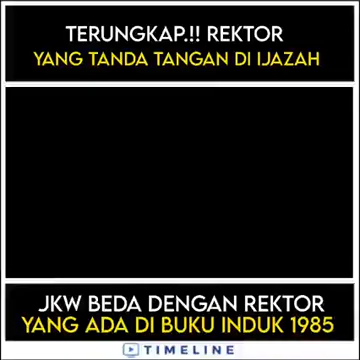 TERUNGKAP.!! REKTOR
YANG TANDA TANGAN DI IJAZAH
JKW BEDA DENGAN REKTOR
YANG ADA DI BUKU INDUK 1985
TIMELINE